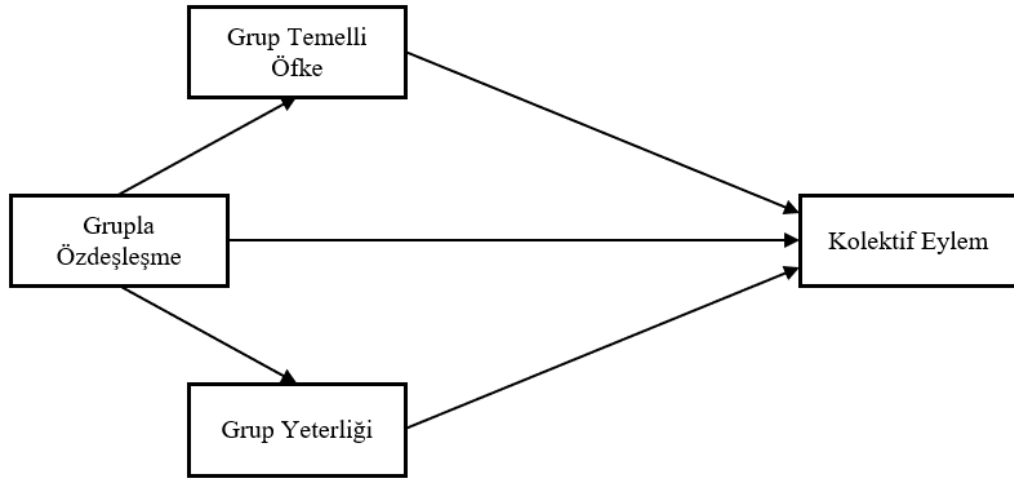 Grup Temelli
Öfke
Grupla
Özdeşleşme
Kolektif Eylem
Grup Yeterliği